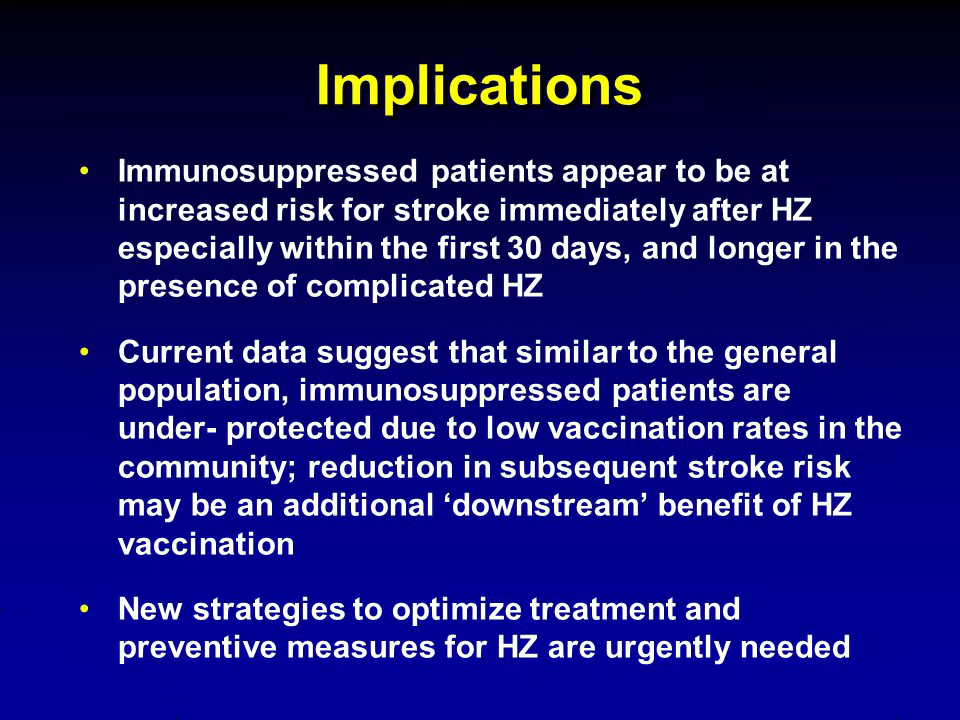 Implications
• Immunosuppressed patients appear to be at
increased risk for stroke immediately after HZ
especially within the first 30 days, and longer in the
presence of complicated HZ
• Current data suggest that similar to the general
population, immunosuppressed patients are
under- protected due to low vaccination rates in the
community; reduction in subsequent stroke risk
may be an additional ‘downstream’ benefit of HZ
vaccination
• New strategies to optimize treatment and
preventive measures for HZ are urgently needed